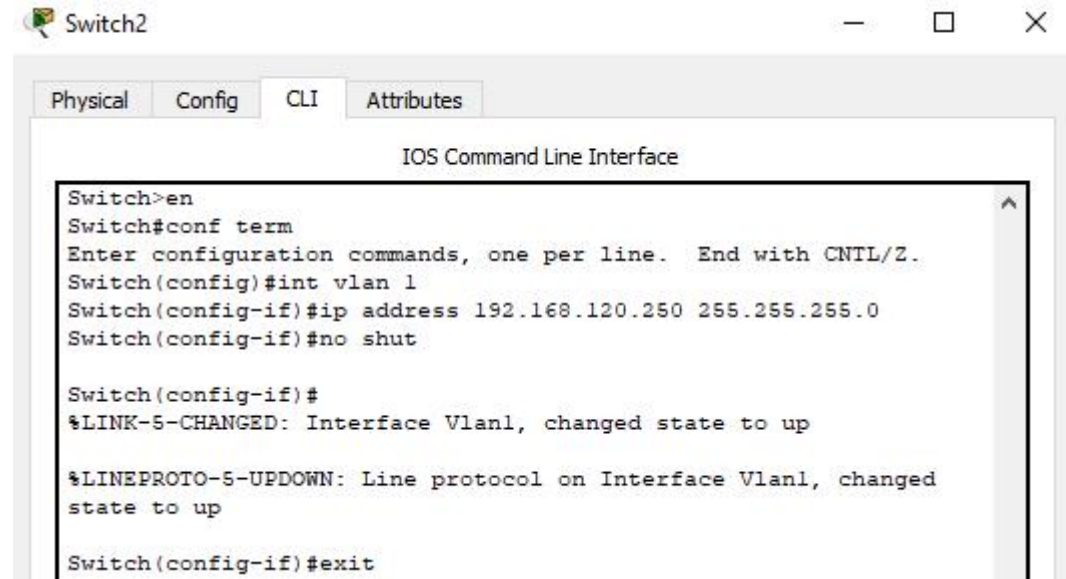 Switch2
Physical Config CLI Attributes
IOS Command Line Interface
Switch>en
Switch#conf term
Enter configuration commands, one per line.  End with CNTL/Z.
Switch(config)#int vlan 1
Switch(config-if)#ip address 192.168.120.250 255.255.255.0
Switch(config-if)#no shut
Switch(config-if)#
%LINK-5-CHANGED: Interface Vlan1, changed state to up
%LINEPROTO-5-UPDOWN: Line protocol on Interface Vlan1, changed
state to up
Switch(config-if)#exit